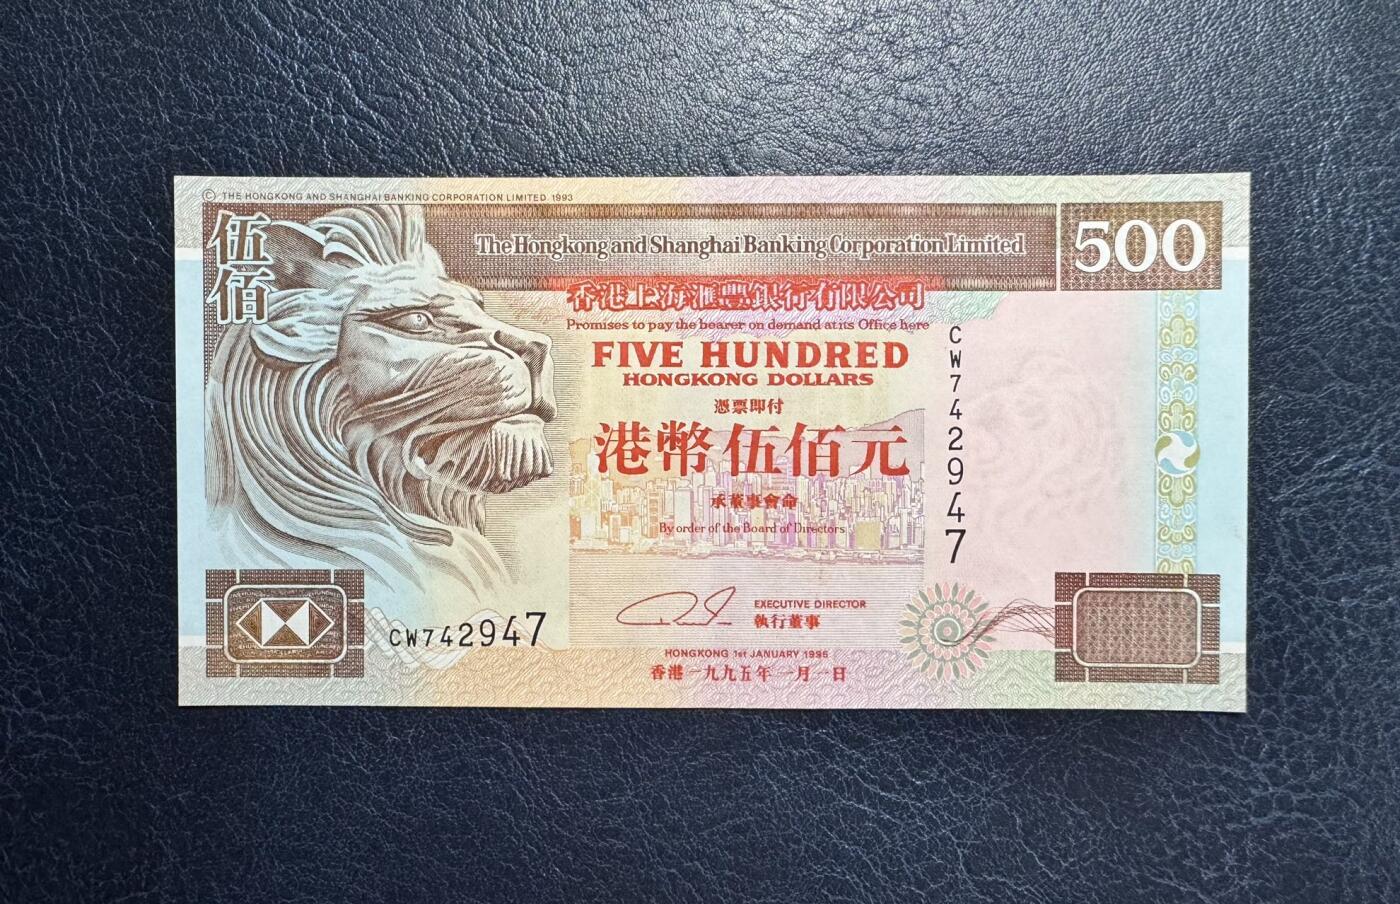 © THE HONGKONG AND SHANGHAI BANKING CORPORATION LIMITED 1993
伍佰
The Hongkong and Shanghai Banking Corporation Limited
500
香港上海滙豐銀行有限公司
Promises to pay the bearer on demand at its Office here
FIVE HUNDRED
HONGKONG DOLLARS
憑票即付
港幣伍佰元
承董事會命
By order of the Board of Directors
CW742947
EXECUTIVE DIRECTOR
執行董事
CW742947
HONGKONG 1st JANUARY 1995
香港一九九五年一月一日